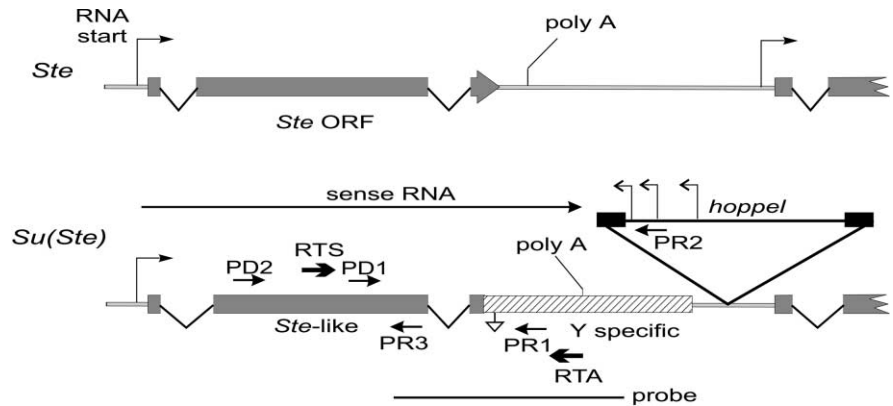 RNA
start
poly A
Ste
Ste ORF
sense RNA
hoppel
PR2
Su(Ste)
poly A
RTS
PD2
PD1
Ste-like
Y specific
PR3
PR1
RTA
probe